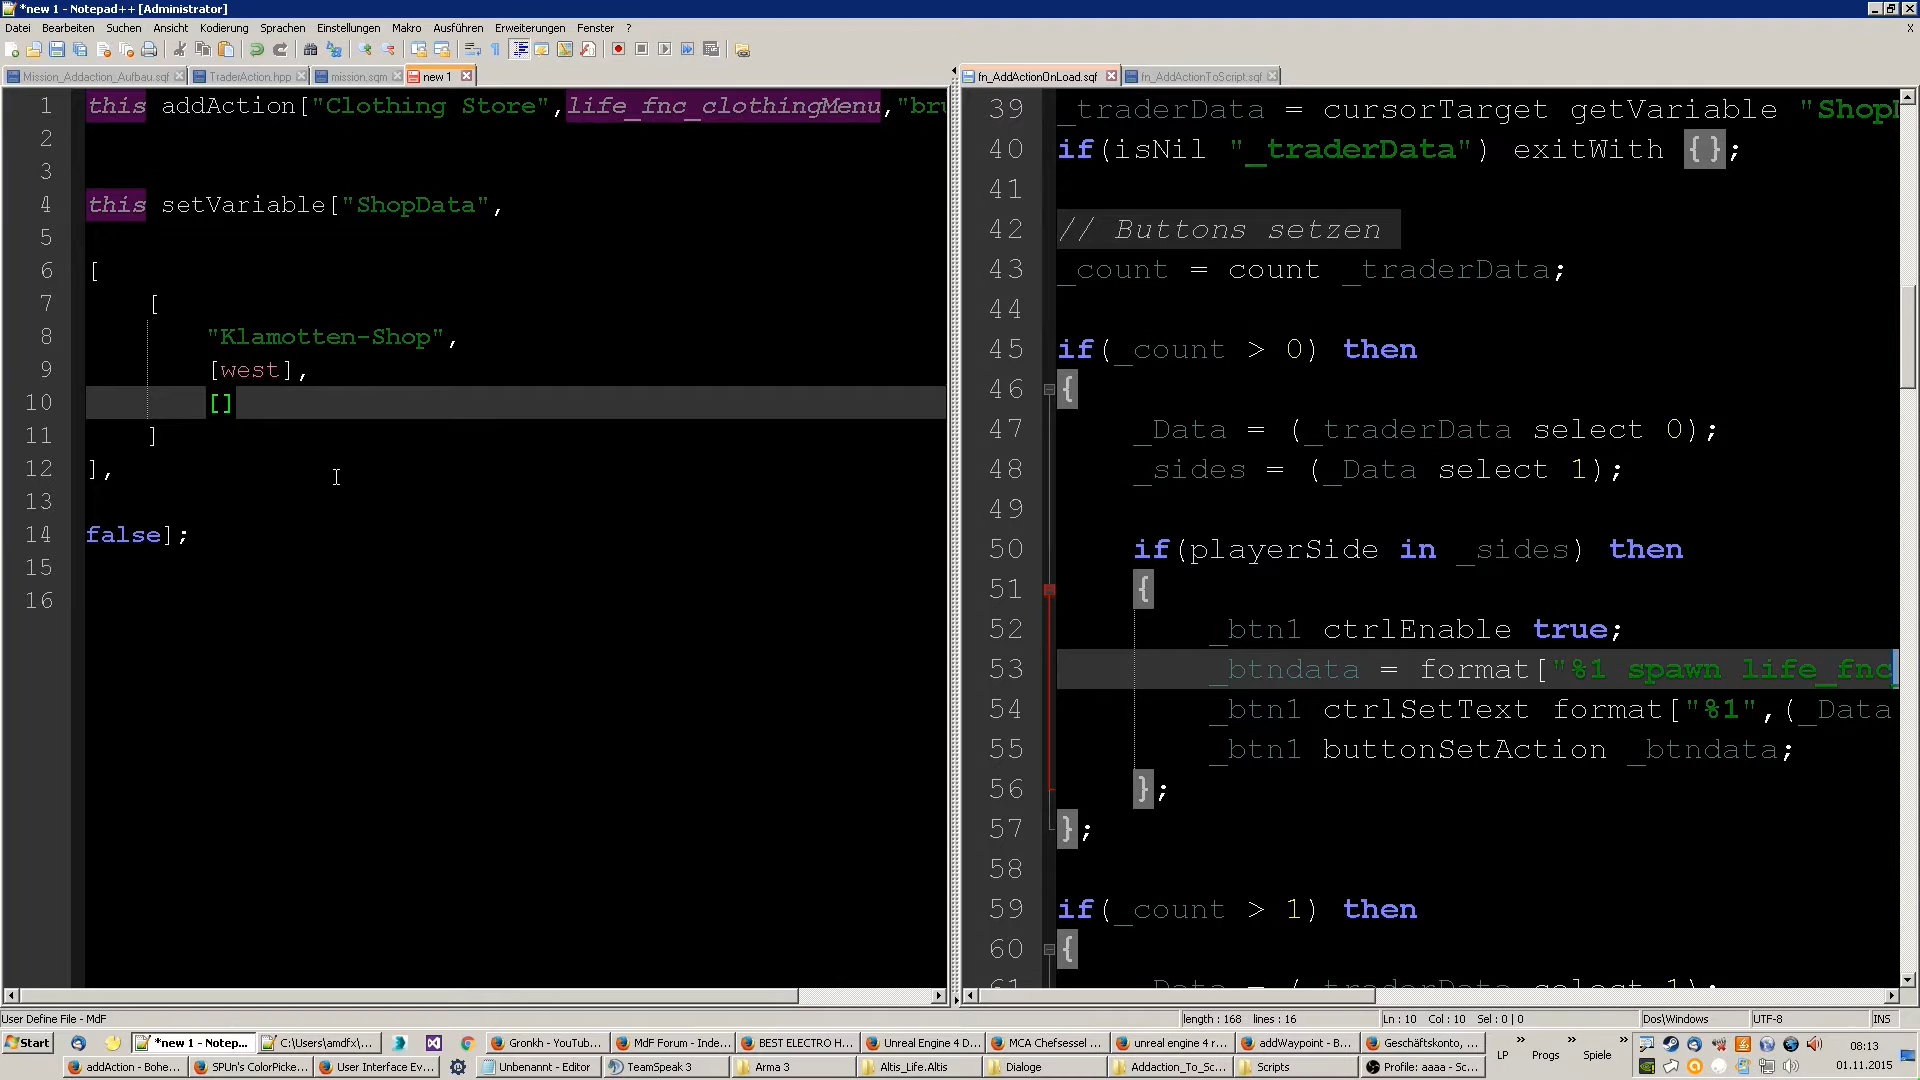 *new 1 - Notepad++ [Administrator]
Datei Bearbeiten Suchen Ansicht Kodierung Sprachen Einstellungen Makro Ausführen Erweiterungen Fenster ? X
Mission_Addaction_Aufbau.sqf TraderAction.hpp mission.sqm new 1
fn_AddActionOnLoad.sqf fn_AddActionToScript.sqf
1 this addAction["Clothing Store",life_fnc_clothingMenu,"bru
2
3
4 this setVariable["ShopData",
5
6 [
7 [
8 "Klamotten-Shop",
9 [west],
10 []
11 ]
12 ],
13
14 false];
15
16
39 _traderData = cursorTarget getVariable "ShopD
40 if(isNil "_traderData") exitWith {};
41
42 // Buttons setzen
43 _count = count _traderData;
44
45 if(_count > 0) then
46 {
47 _Data = (_traderData select 0);
48 _sides = (_Data select 1);
49
50 if(playerSide in _sides) then
51 {
52 _btn1 ctrlEnable true;
53 _btndata = format["%1 spawn life_fnc
54 _btn1 ctrlSetText format["%1",(_Data
55 _btn1 buttonSetAction _btndata;
56 };
57 };
58
59 if(_count > 1) then
60 {
61 _Data = (_traderData select 1);
User Define File - MdF length : 168 lines : 16 Ln : 10 Col : 10 Sel : 0 | 0 Dos\Windows UTF-8 INS
Start *new 1 - Notep... C:\Users\amdfx\... Gronkh - YouTub... MdF Forum - Inde... BEST ELECTRO H... Unreal Engine 4 D... MCA Chefsessel ... unreal engine 4 r... addWaypoint - B... Geschäftskonto, ... LP » Progs » Spiele » 08:13
addAction - Bohe... SPUn's ColorPicke... User Interface Ev... Unbenannt - Editor TeamSpeak 3 Arma 3 Altis_Life.Altis Dialoge Addaction_To_Sc... Scripts Profile: aaaa - Sc... 01.11.2015